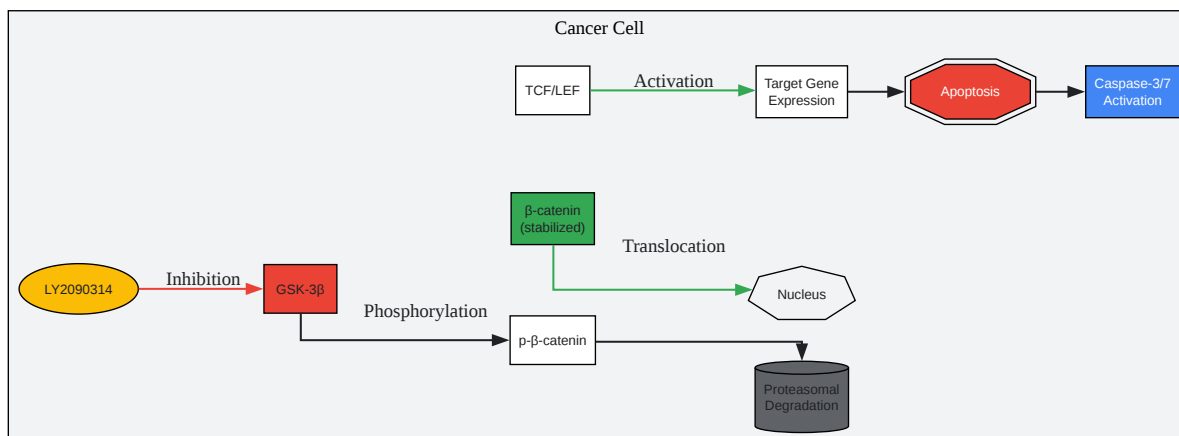 Cancer Cell
TCF/LEF
Activation
Target Gene
Expression
Apoptosis
Caspase-3/7
Activation
β-catenin
(stabilized)
Translocation
LY2090314
Inhibition
GSK-3β
Nucleus
Phosphorylation
p-β-catenin
Proteasomal
Degradation